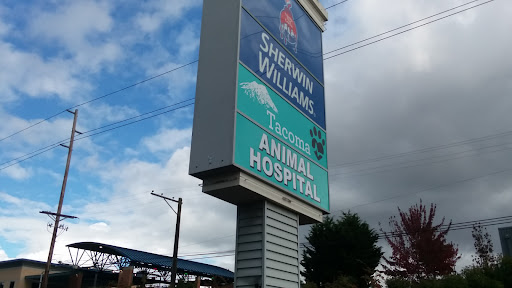 SHERWIN
WILLIAMS
Tacoma
ANIMAL
HOSPITAL